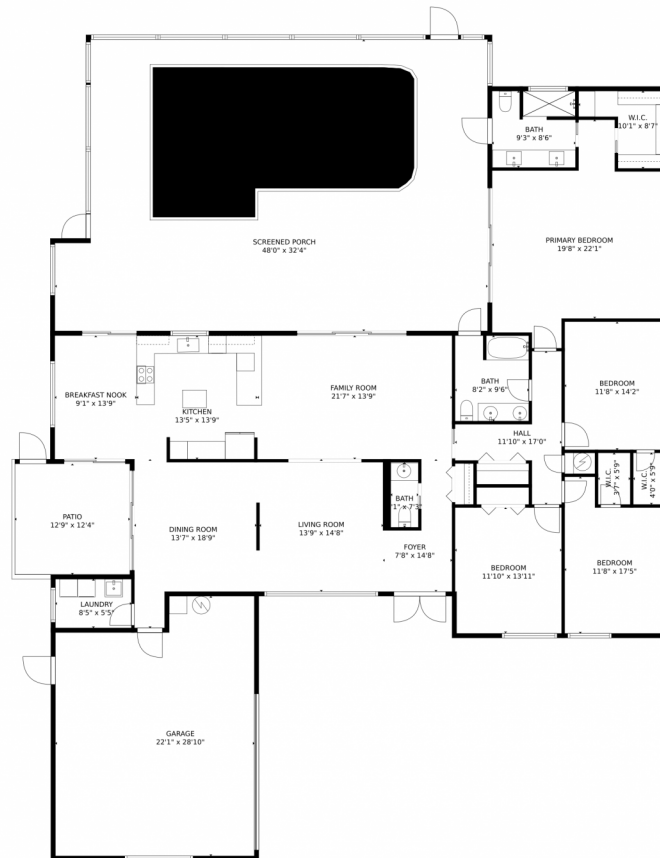 BATH
9'3" x 8'6"
W.I.C.
10'1" x 8'7"
SCREENED PORCH
48'0" x 32'4"
PRIMARY BEDROOM
19'8" x 22'1"
BREAKFAST NOOK
9'1" x 13'9"
KITCHEN
13'5" x 13'9"
FAMILY ROOM
21'7" x 13'9"
BATH
8'2" x 9'6"
BEDROOM
11'8" x 14'2"
HALL
11'10" x 17'0"
W.I.C.
3'7" x 5'9"
W.I.C.
4'0" x 5'9"
PATIO
12'9" x 12'4"
DINING ROOM
13'7" x 18'9"
LIVING ROOM
13'9" x 14'8"
BATH
FOYER
7'8" x 14'8"
BEDROOM
11'10" x 13'11"
BEDROOM
11'8" x 17'5"
LAUNDRY
8'5" x 5'5"
GARAGE
22'1" x 28'10"